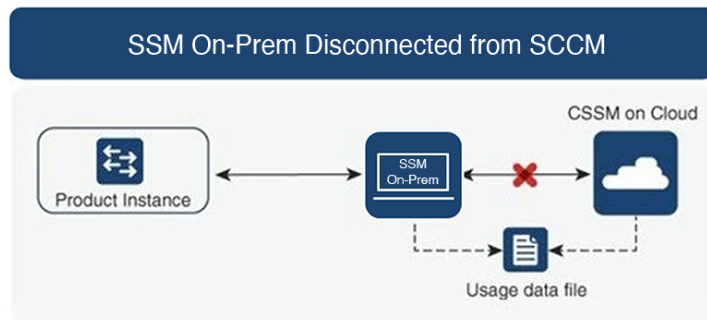 SSM On-Prem Disconnected from SCCM
CSSM on Cloud
SSM
On-Prem
Product Instance
Usage data file